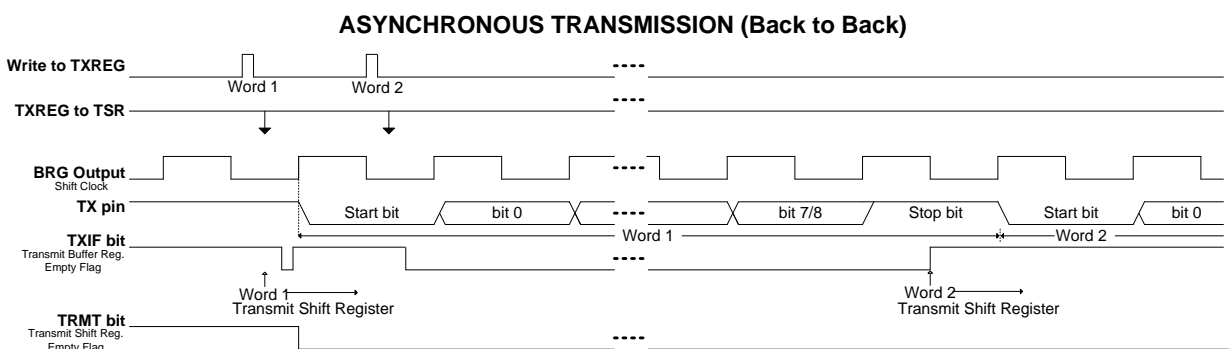 ASYNCHRONOUS TRANSMISSION (Back to Back)
Write to TXREG
Word 1
Word 2
TXREG to TSR
BRG Output
Shift Clock
TX pin
Start bit
bit 0
bit 7/8
Stop bit
Start bit
bit 0
Word 1
Word 2
TXIF bit
Transmit Buffer Reg.
Empty Flag
Word 1
Transmit Shift Register
Word 2
Transmit Shift Register
TRMT bit
Transmit Shift Reg.
Empty Flag